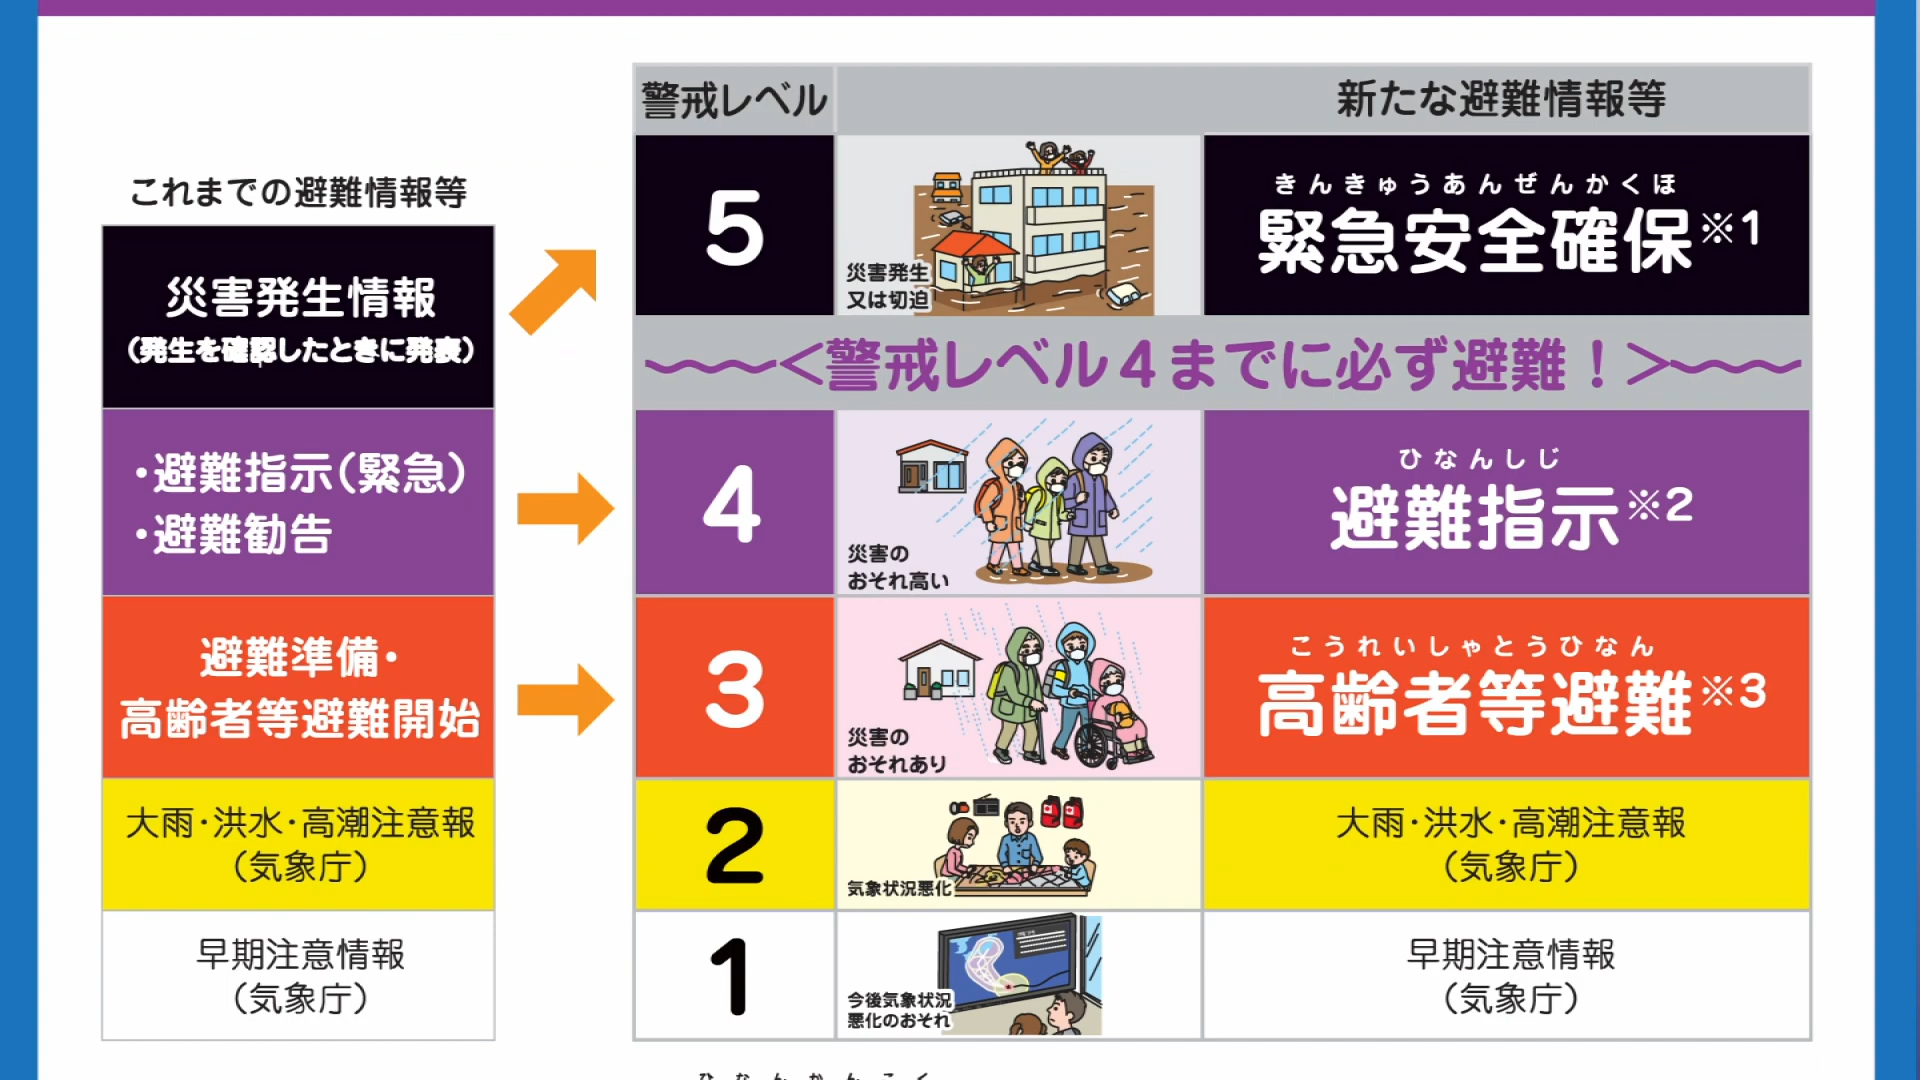 これまでの避難情報等
災害発生情報
(発生を確認したときに発表)
・避難指示(緊急)
・避難勧告
避難準備・
高齢者等避難開始
大雨・洪水・高潮注意報
(気象庁)
早期注意情報
(気象庁)
警戒レベル
新たな避難情報等
5
災害発生
又は切迫
きんきゅうあんぜんかくほ
緊急安全確保※1
〜〜〜<警戒レベル4までに必ず避難!>〜〜〜
4
災害の
おそれ高い
ひなんしじ
避難指示※2
3
災害の
おそれあり
こうれいしゃとうひなん
高齢者等避難※3
2
気象状況悪化
大雨・洪水・高潮注意報
(気象庁)
1
今後気象状況
悪化のおそれ
早期注意情報
(気象庁)
ひなんかんこく